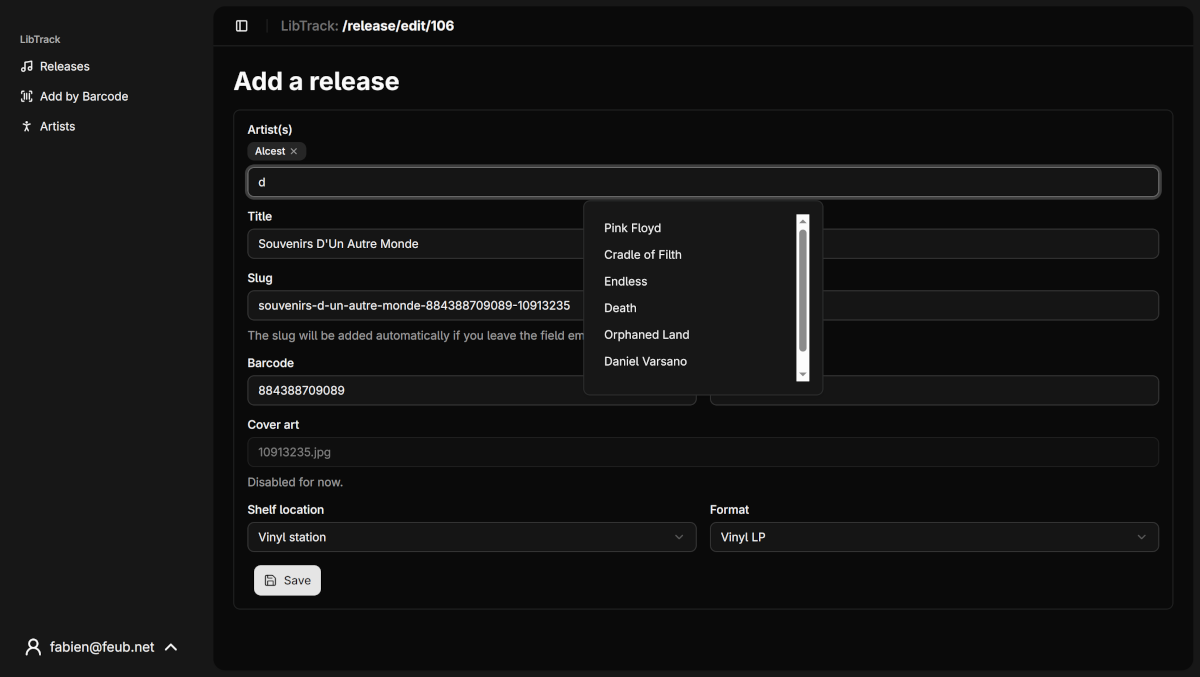 LibTrack
Releases
Add by Barcode
Artists
fabien@feub.net
LibTrack: /release/edit/106
Add a release
Artist(s)
Alcest
d
Pink Floyd
Cradle of Filth
Endless
Death
Orphaned Land
Daniel Varsano
Title
Souvenirs D'Un Autre Monde
Slug
souvenirs-d-un-autre-monde-884388709089-10913235
The slug will be added automatically if you leave the field em
Barcode
884388709089
Cover art
10913235.jpg
Disabled for now.
Shelf location
Format
Vinyl station
Vinyl LP
Save